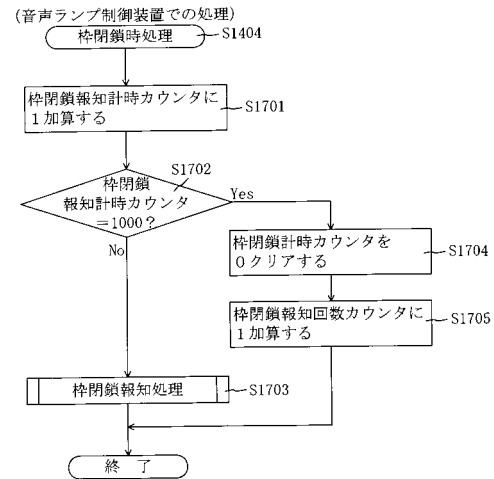 (音声ランプ制御装置での処理)
枠閉鎖時処理
S1404
枠閉鎖報知計時カウンタに
1加算する
S1701
S1702
枠閉鎖
報知計時カウンタ
=1000?
Yes
No
枠閉鎖計時カウンタを
0クリアする
S1704
枠閉鎖報知回数カウンタに
1加算する
S1705
枠閉鎖報知処理
S1703
終 了